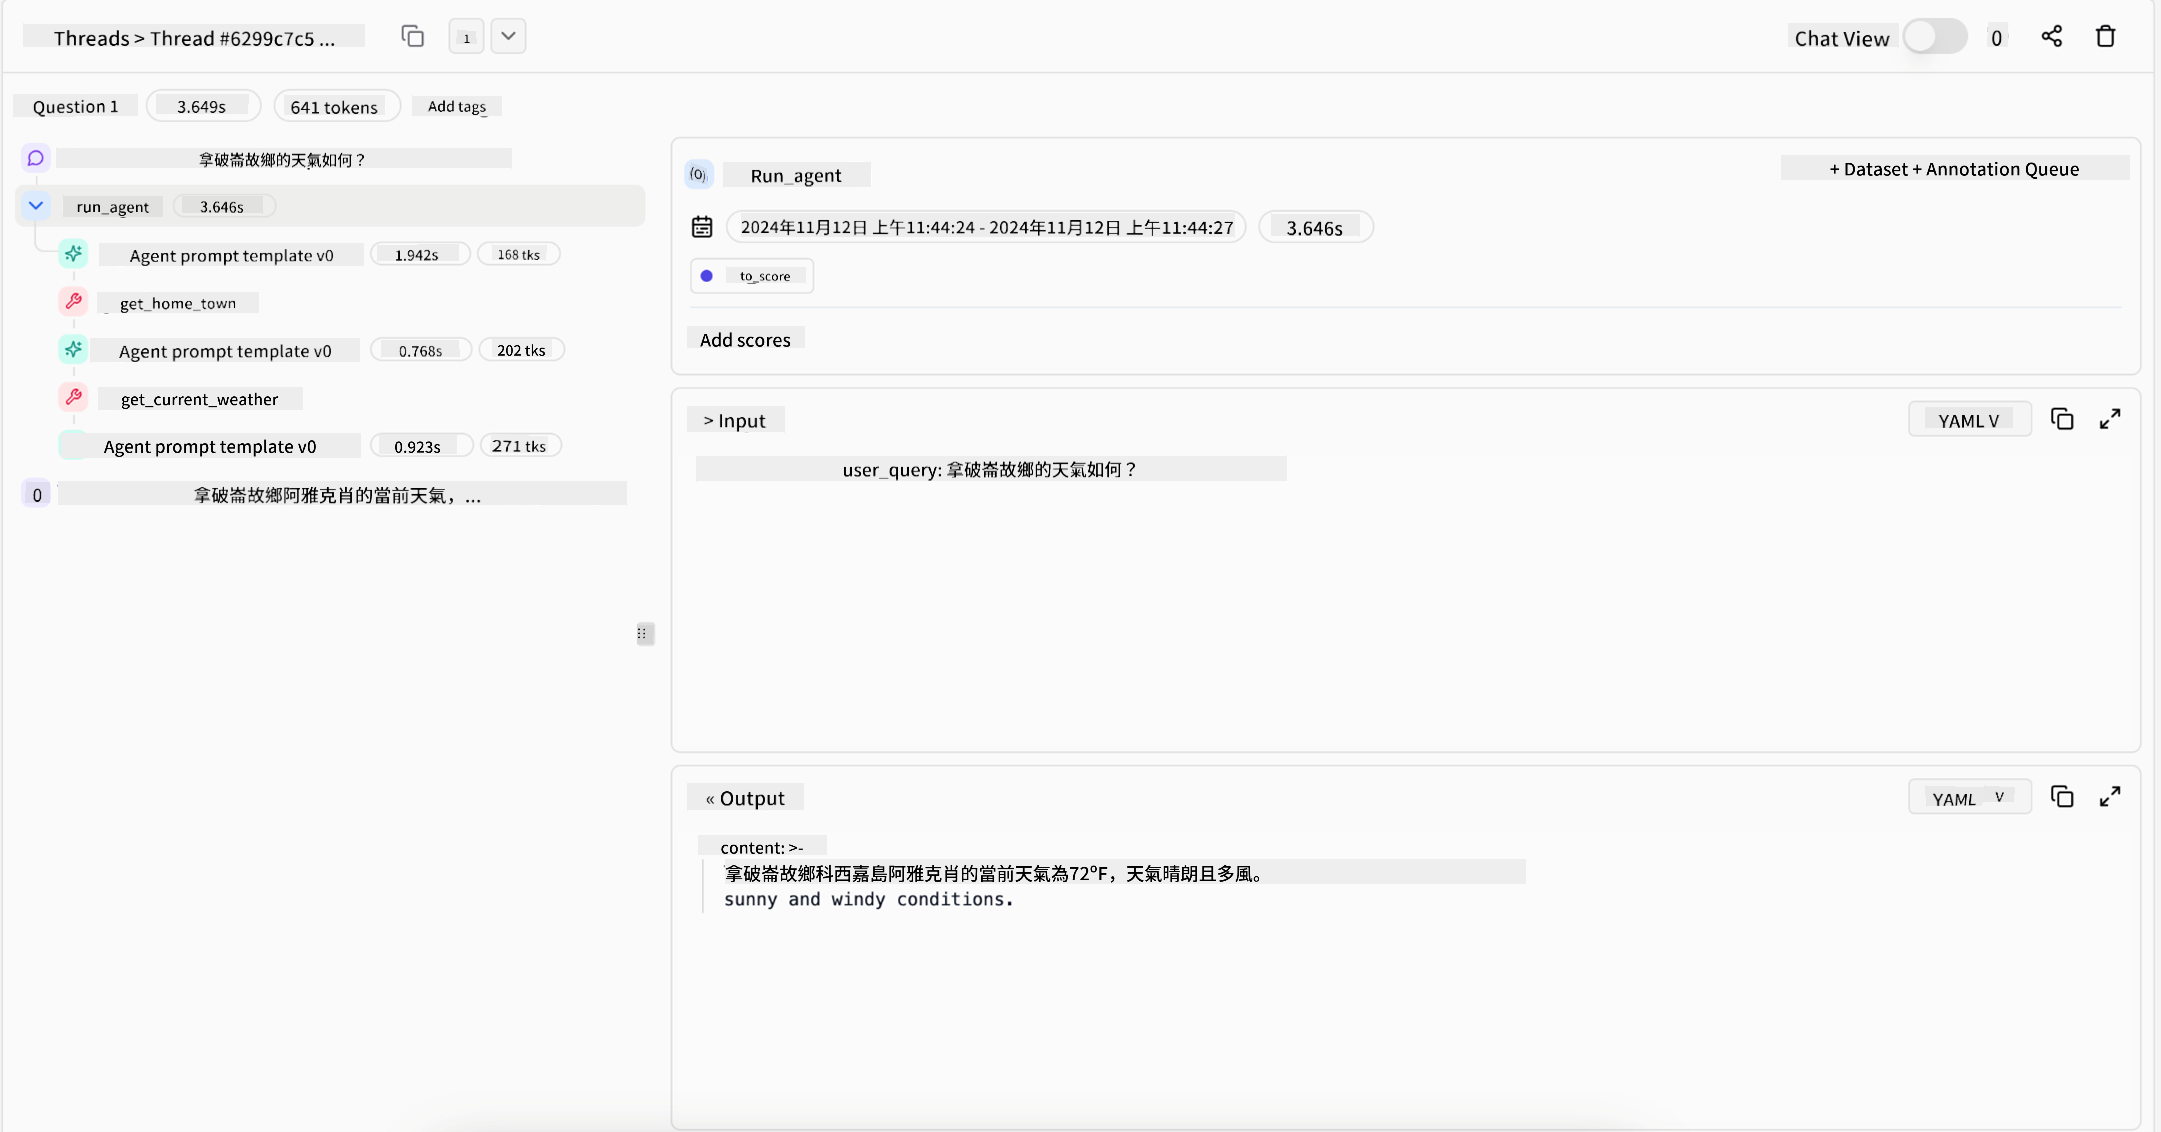 Threads > Thread #6299c7c5 ...
1
Chat View
0
Question 1
3.649s
641 tokens
Add tags
拿破崙故鄉的天氣如何？
run_agent
3.646s
Agent prompt template v0
1.942s
168 tks
get_home_town
Agent prompt template v0
0.768s
202 tks
get_current_weather
Agent prompt template v0
0.923s
271 tks
0
拿破崙故鄉阿雅克肖的當前天氣，...
(o)
Run_agent
+ Dataset + Annotation Queue
2024年11月12日 上午11:44:24 - 2024年11月12日 上午11:44:27
3.646s
to_score
Add scores
> Input
YAML V
user_query: 拿破崙故鄉的天氣如何？
« Output
YAML V
content: >-
拿破崙故鄉科西嘉島阿雅克肖的當前天氣為72°F，天氣晴朗且多風。
sunny and windy conditions.